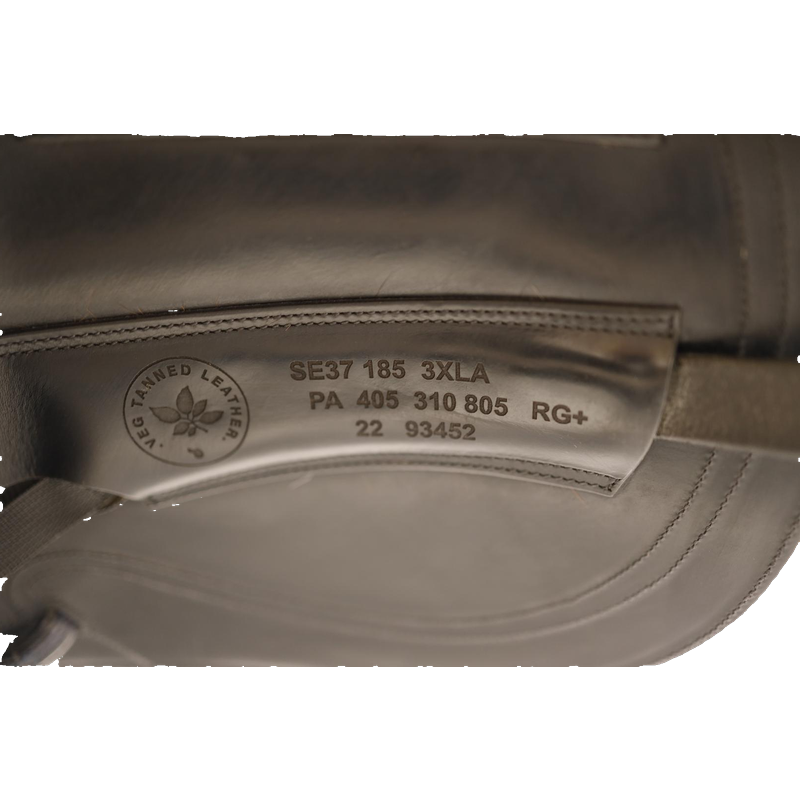 VEG TANNED LEATHER.
SE37 185 3XLA
PA 405 310 805 RG+
22 93452